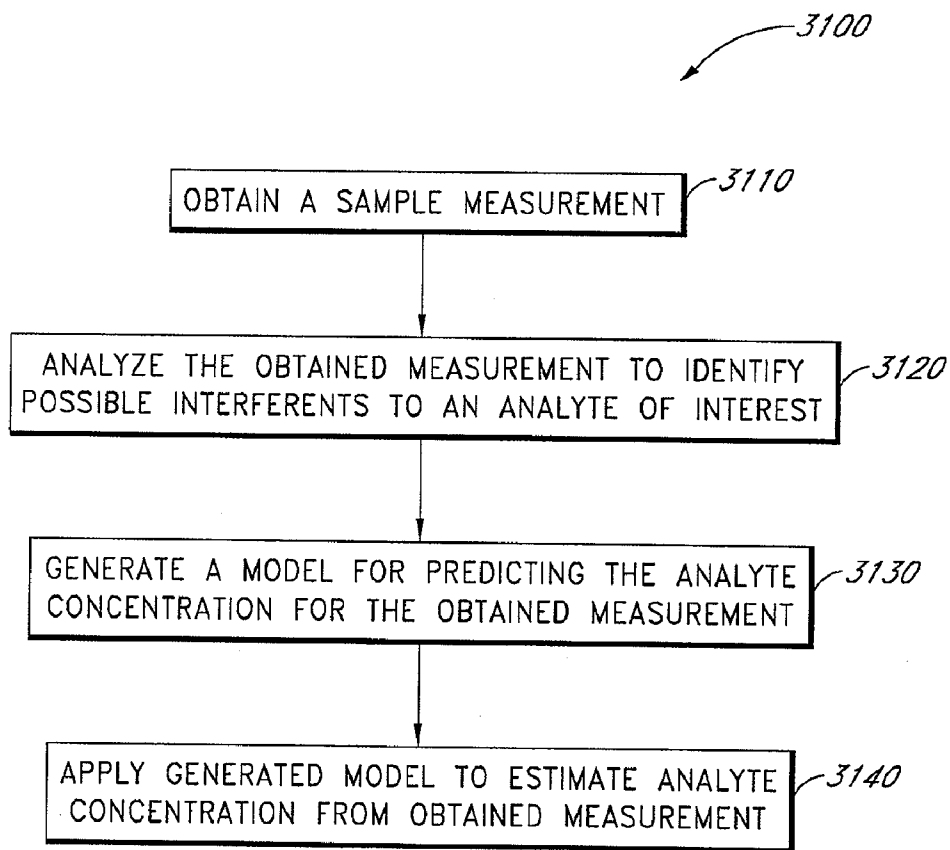 3100
OBTAIN A SAMPLE MEASUREMENT
3110
ANALYZE THE OBTAINED MEASUREMENT TO IDENTIFY
POSSIBLE INTERFERENTS TO AN ANALYTE OF INTEREST
3120
GENERATE A MODEL FOR PREDICTING THE ANALYTE
CONCENTRATION FOR THE OBTAINED MEASUREMENT
3130
APPLY GENERATED MODEL TO ESTIMATE ANALYTE
CONCENTRATION FROM OBTAINED MEASUREMENT
3140